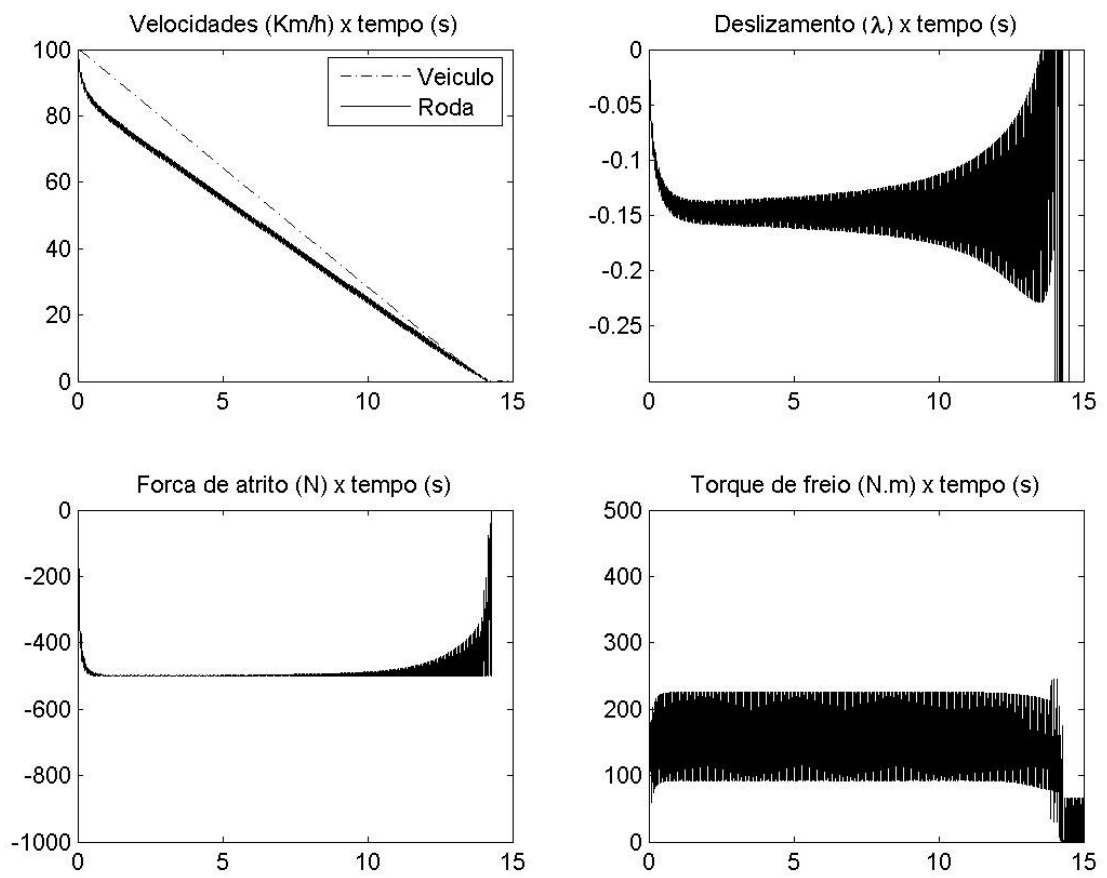 Velocidades (Km/h) x tempo (s)
100
80
60
40
20
0
0 5 10 15
Veiculo
Roda
Deslizamento (λ) x tempo (s)
0
-0.05
-0.1
-0.15
-0.2
-0.25
0 5 10 15
Forca de atrito (N) x tempo (s)
0
-200
-400
-600
-800
-1000
0 5 10 15
Torque de freio (N.m) x tempo (s)
500
400
300
200
100
0
0 5 10 15